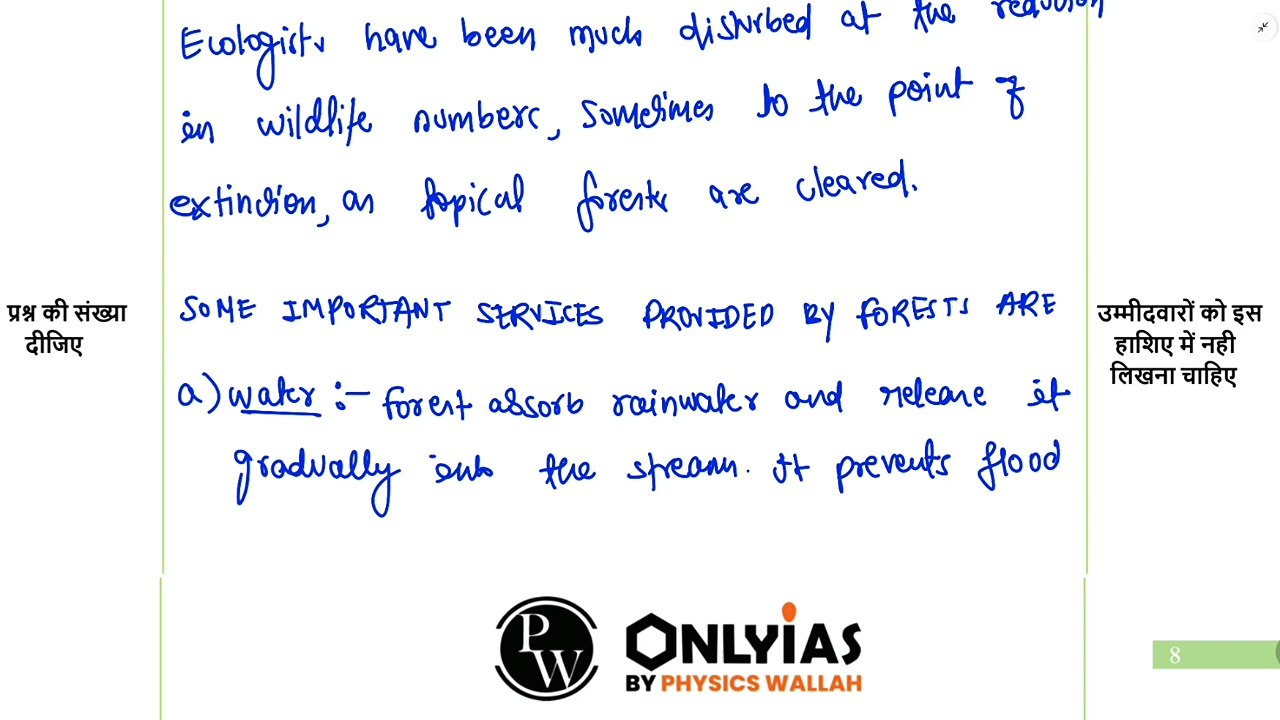 Ecologists have been much disturbed at the reduction
in wildlife numbers, sometimes to the point of
extinction, as topical forests are cleared.
प्रश्न की संख्या
दीजिए
SOME IMPORTANT SERVICES PROVIDED BY FORESTS ARE
उम्मीदवारों को इस
हाशिए में नही
लिखना चाहिए
a) water :- forest absorb rainwater and release it
gradually into the stream. It prevents flood
PW
ONLYIAS
BY PHYSICS WALLAH
8